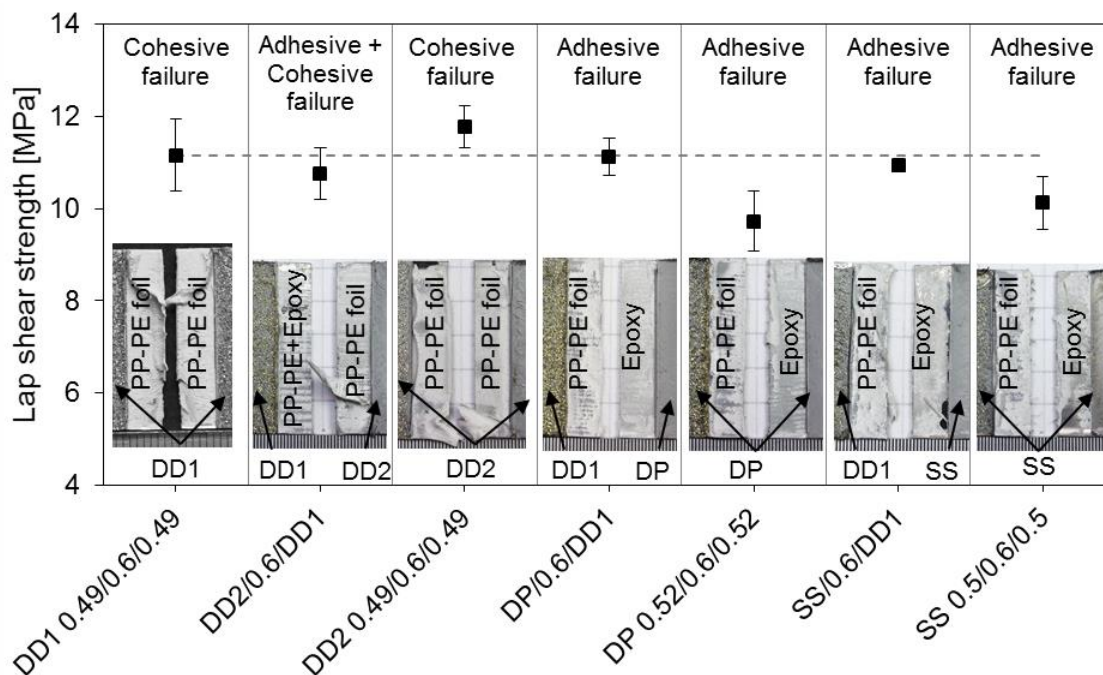 14
12
10
8
6
4
Lap shear strength [MPa]
Cohesive
failure
Adhesive +
Cohesive
failure
Cohesive
failure
Adhesive
failure
Adhesive
failure
Adhesive
failure
Adhesive
failure
PP-PE foil
PP-PE foil
PP-PE+Epoxy
PP-PE foil
PP-PE foil
PP-PE foil
PP-PE foil
Epoxy
PP-PE foil
Epoxy
PP-PE foil
Epoxy
PP-PE foil
Epoxy
DD1
DD1
DD2
DD2
DD1
DP
DP
DD1
SS
SS
DD1 0.49/0.6/0.49
DD2/0.6/DD1
DD2 0.49/0.6/0.49
DP/0.6/DD1
DP 0.52/0.6/0.52
SS/0.6/DD1
SS 0.5/0.6/0.5